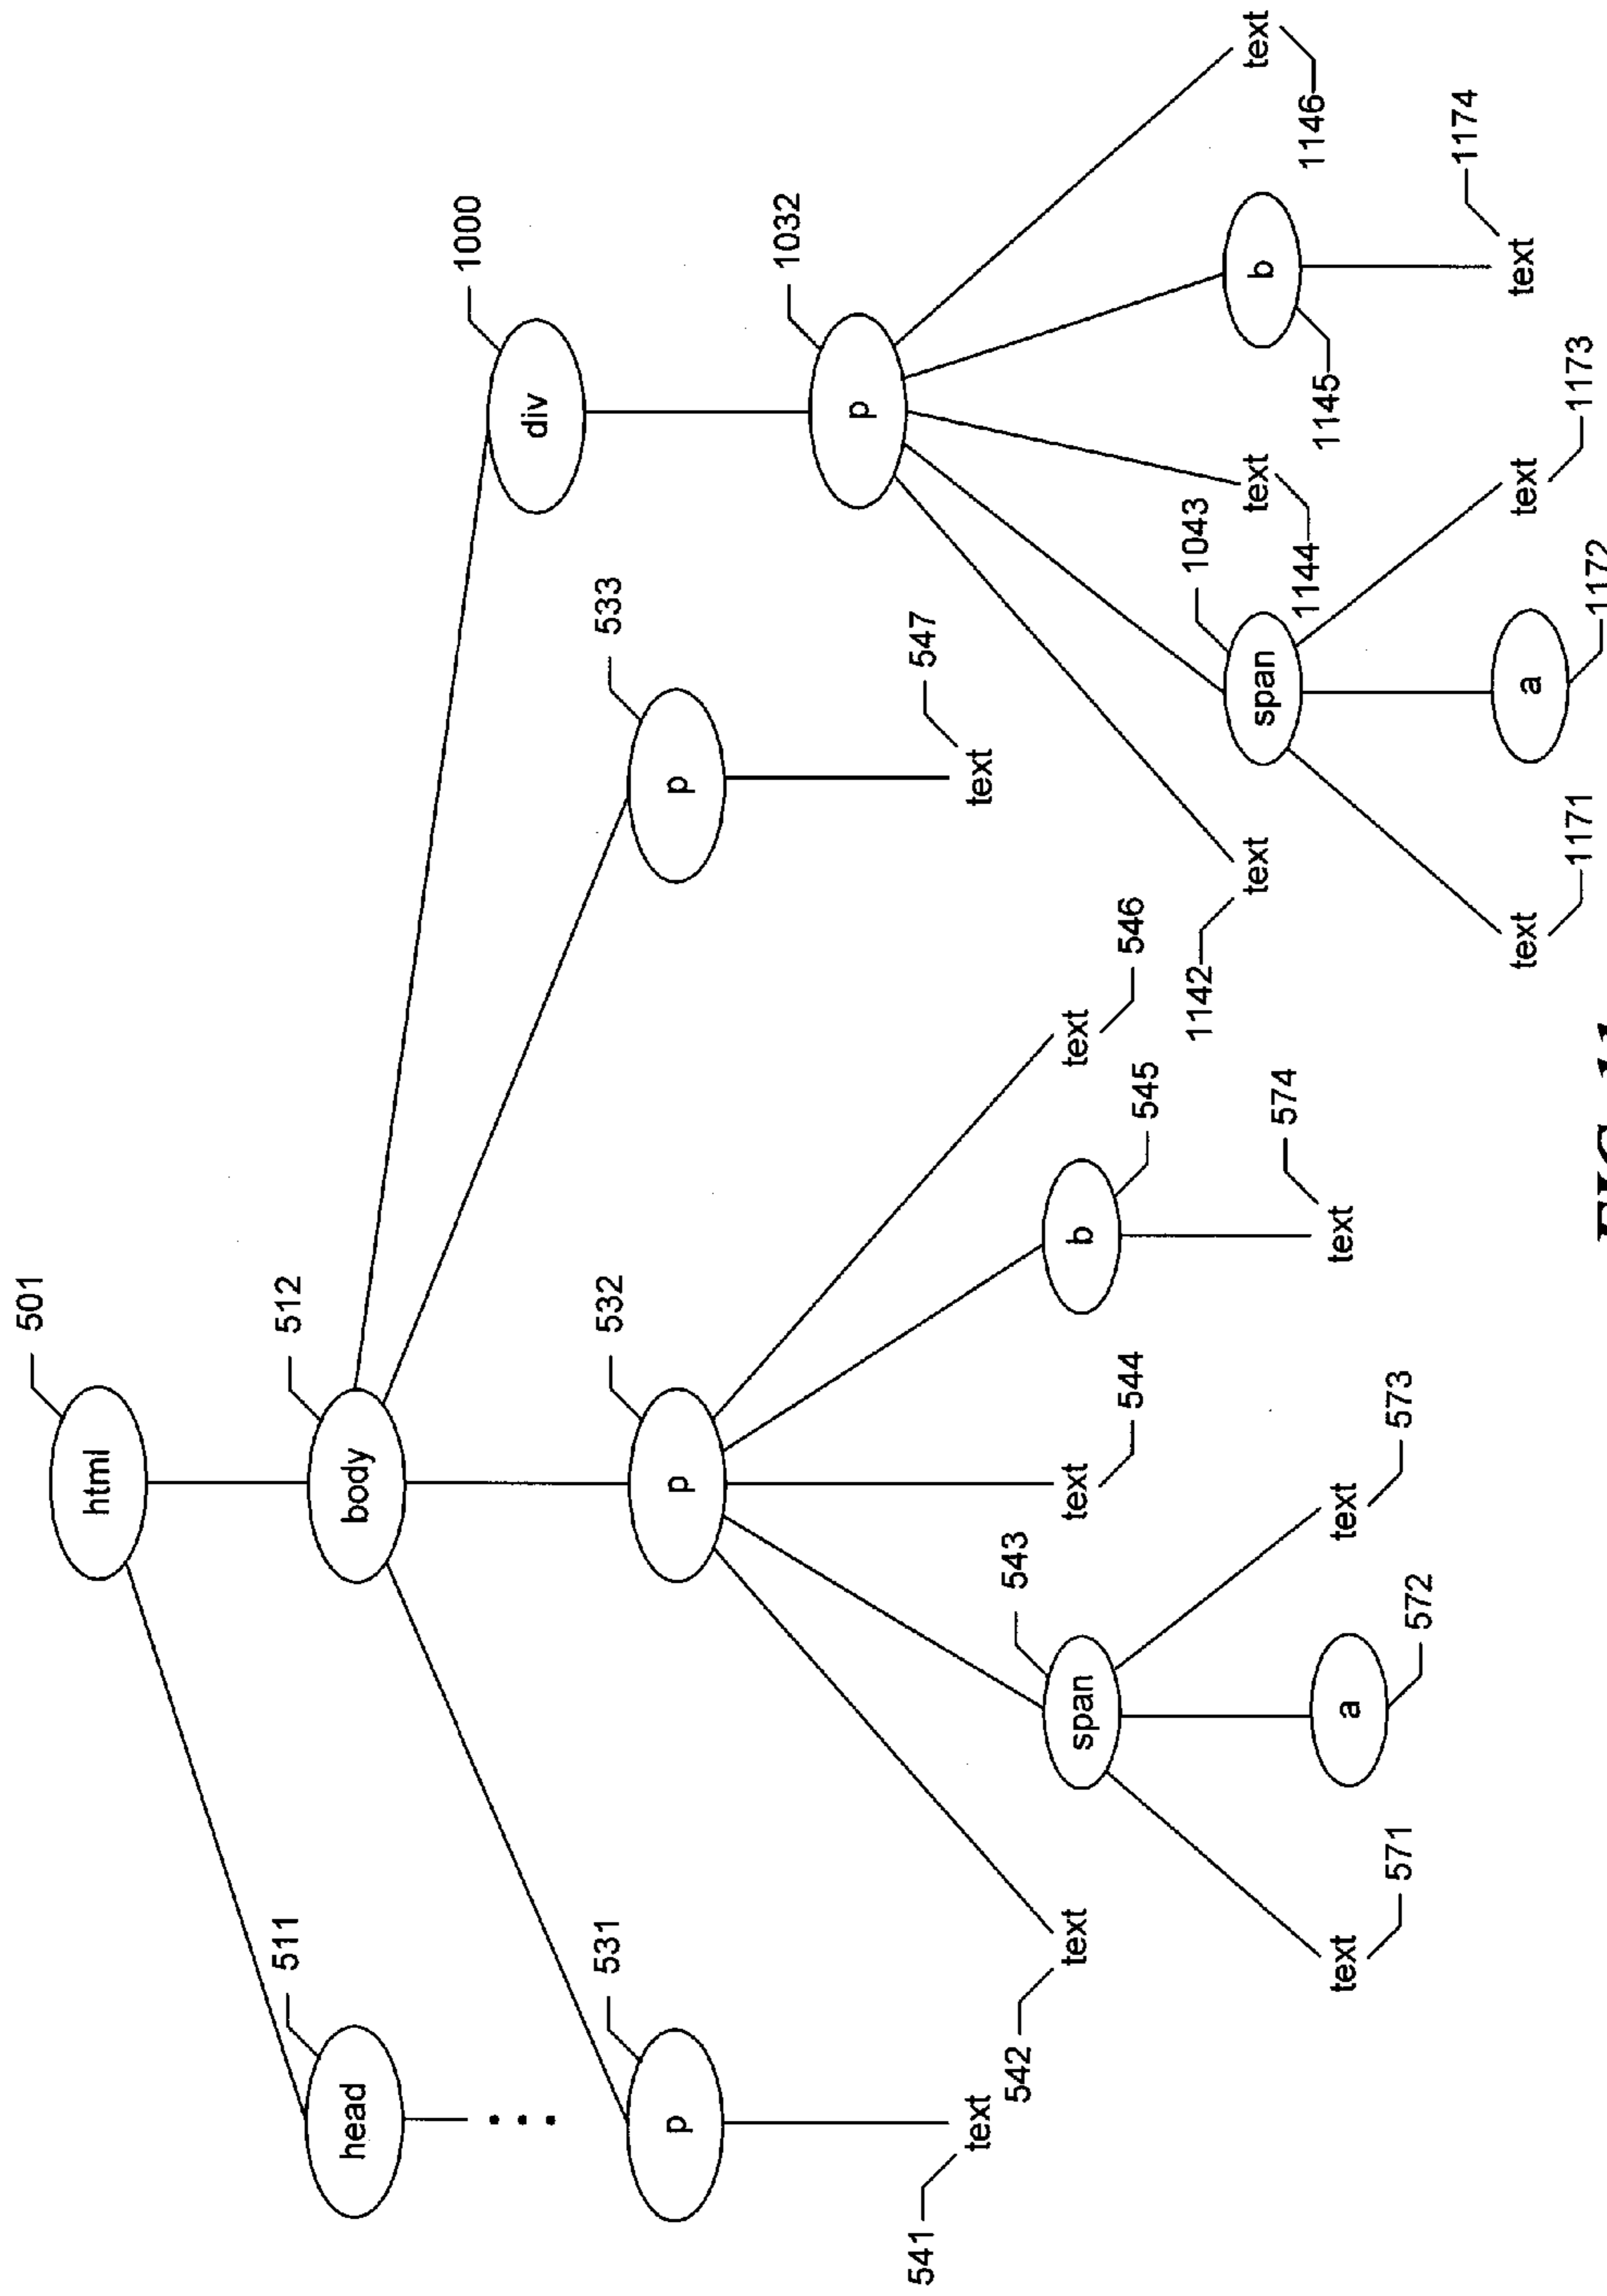 501
html
511
head
512
body
1000
div
531
p
532
p
533
p
1032
p
541
text
547
text
542
text
543
span
544
text
545
b
546
text
1142
text
1043
span
1144
text
1145
b
1146
text
571
text
572
a
573
text
574
text
1171
text
1172
a
1173
text
1174
text